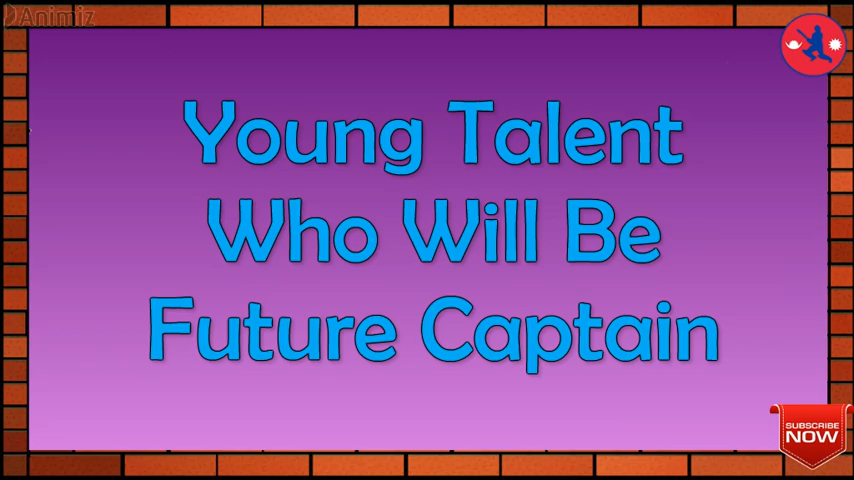 Animiz
Young Talent
Who Will Be
Future Captain
SUBSCRIBE
NOW